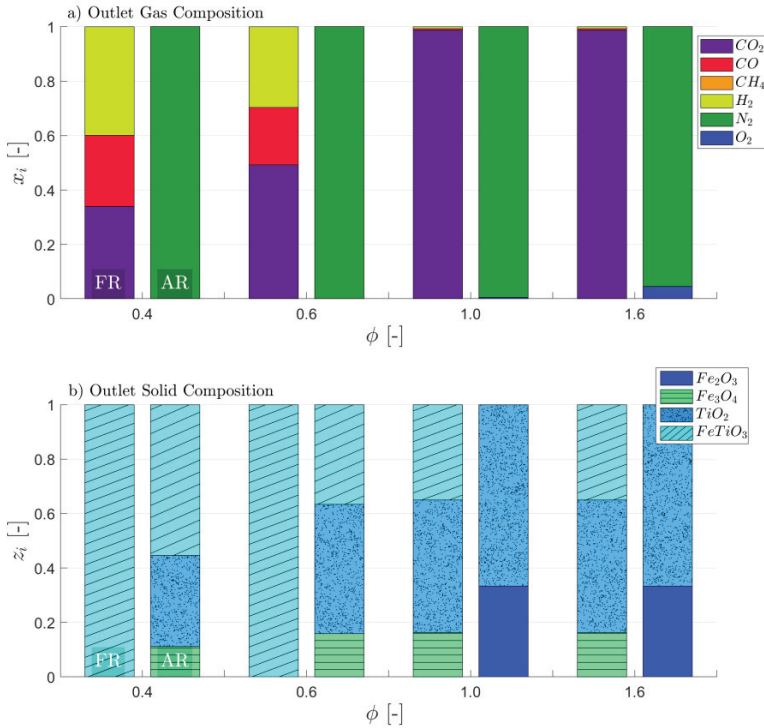 a) Outlet Gas Composition
1
0.8
0.6
0.4
0.2
0
x_i [-]
FR
AR
0.4
0.6
1.0
1.6
ϕ [-]
CO_2
CO
CH_4
H_2
N_2
O_2
b) Outlet Solid Composition
1
0.8
0.6
0.4
0.2
0
z_i [-]
FR
AR
0.4
0.6
1.0
1.6
ϕ [-]
Fe_2O_3
Fe_3O_4
TiO_2
FeTiO_3